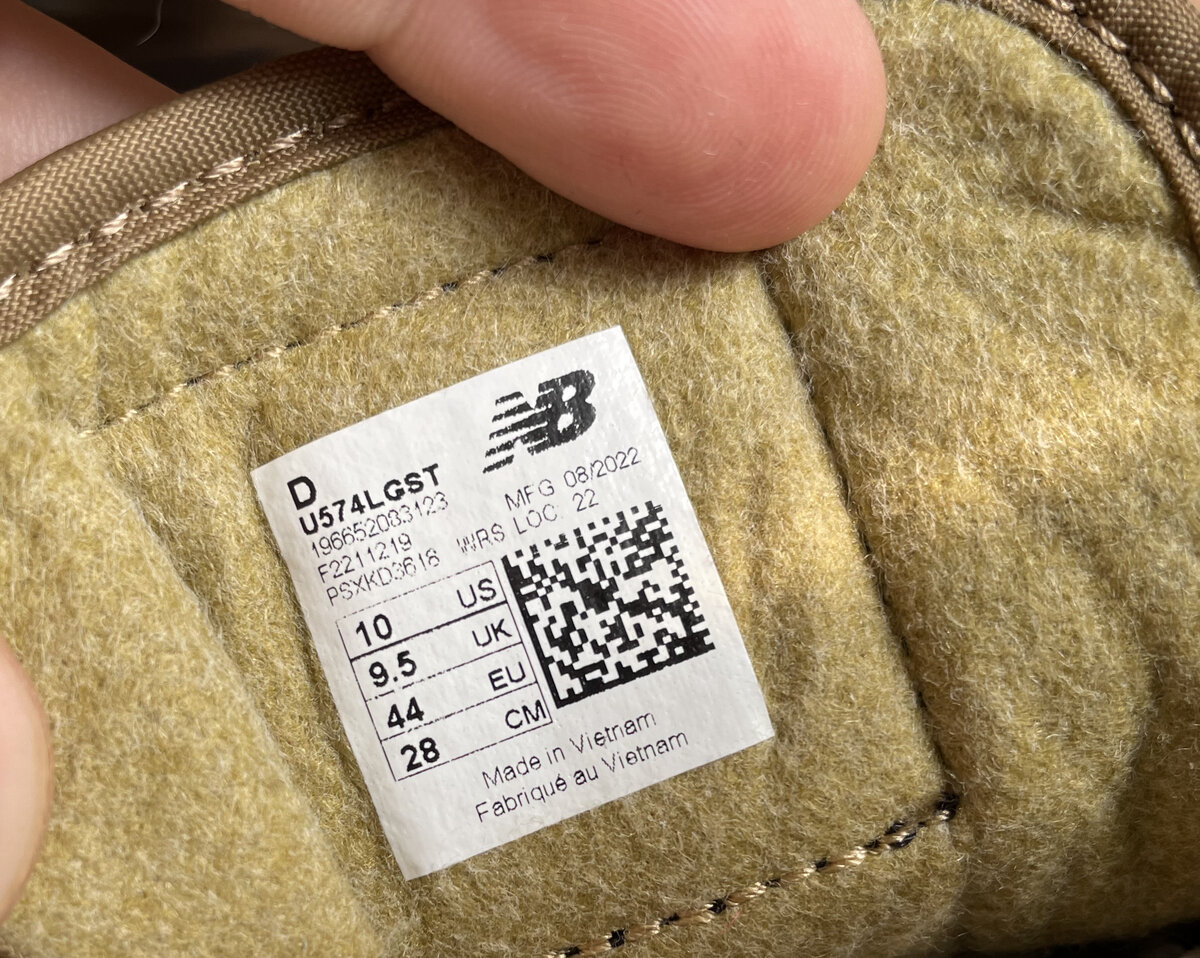 NB
D
U574LGST
196652083123
F2211219
PSXKD3616
MFG 08/2022
WRS LOC: 22
10 US
9.5 UK
44 EU
28 CM
Made in Vietnam
Fabriqué au Vietnam